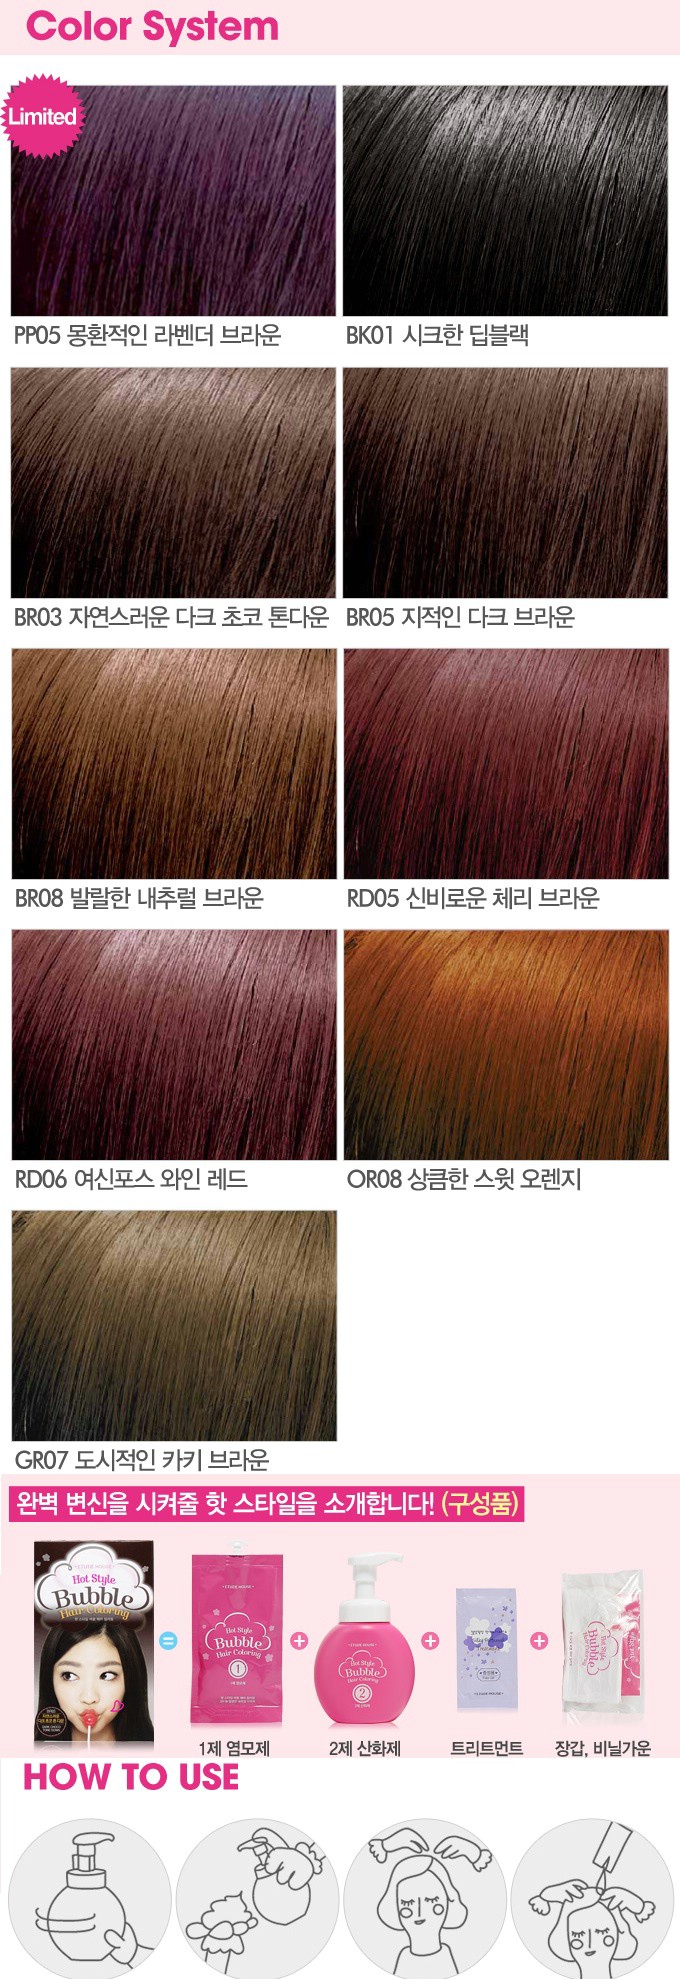 Color System
Limited
PP05 몽환적인 라벤더 브라운
BK01 시크한 딥블랙
BR03 자연스러운 다크 초코 톤다운
BR05 지적인 다크 브라운
BR08 발랄한 내추럴 브라운
RD05 신비로운 체리 브라운
RD06 여신포스 와인 레드
OR08 상큼한 스윗 오렌지
GR07 도시적인 카키 브라운
완벽 변신을 시켜줄 핫 스타일을 소개합니다! (구성품)
ETUDE HOUSE
Hot Style
Bubble
Hair Coloring
=
ETUDE HOUSE
Hot Style
Bubble
Hair Coloring
1
+
ETUDE HOUSE
Hot Style
Bubble
Hair Coloring
2
+
+
Bubble
1제 염모제
2제 산화제
트리트먼트
장갑, 비닐가운
HOW TO USE